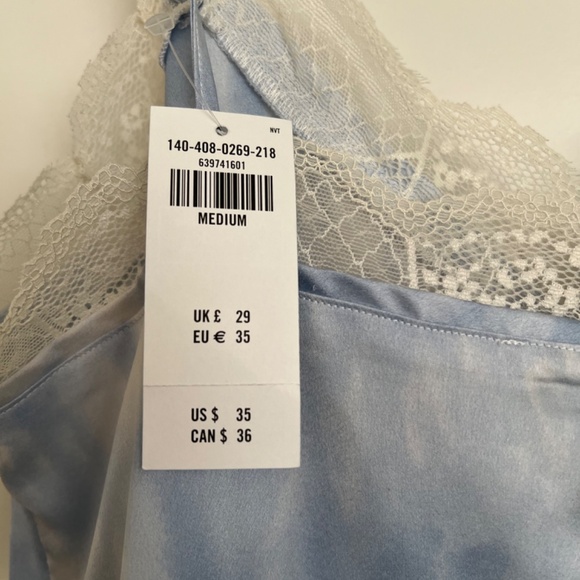 NVT
140-408-0269-218
639741601
MEDIUM
UK £ 29
EU € 35
US $ 35
CAN $ 36